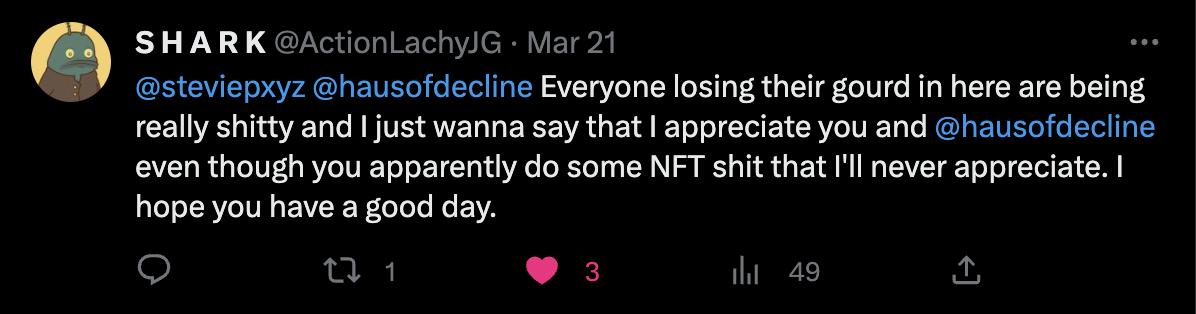 S H A R K @ActionLachyJG · Mar 21
@steviepxyz @hausofdecline Everyone losing their gourd in here are being
really shitty and I just wanna say that I appreciate you and @hausofdecline
even though you apparently do some NFT shit that I'll never appreciate. I
hope you have a good day.
1 3 49